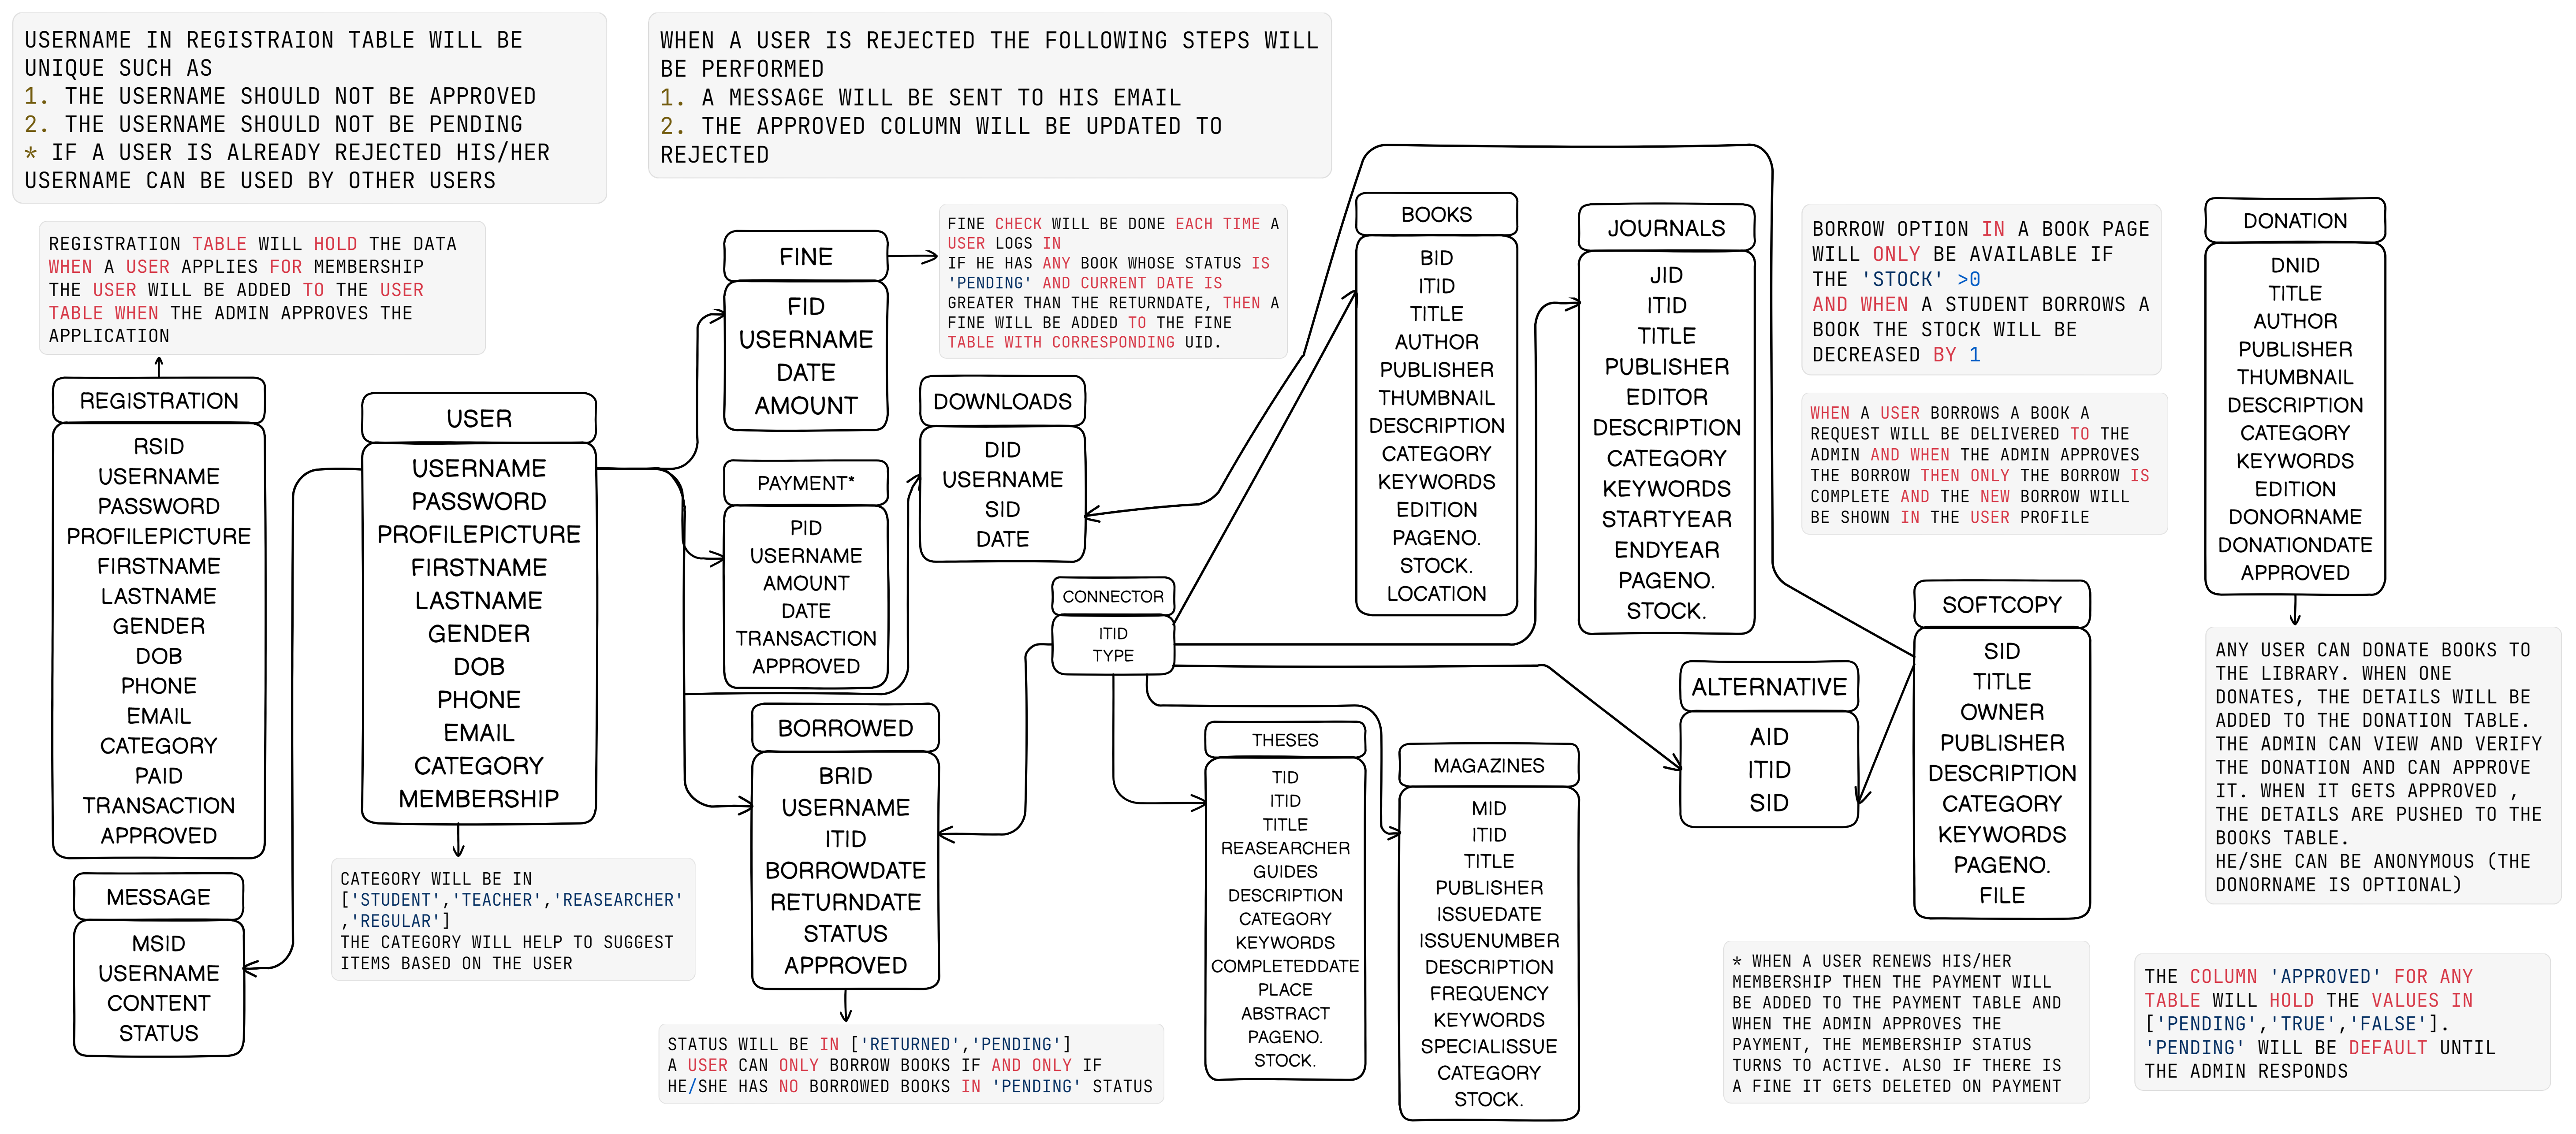 USERNAME IN REGISTRAION TABLE WILL BE
UNIQUE SUCH AS
1. THE USERNAME SHOULD NOT BE APPROVED
2. THE USERNAME SHOULD NOT BE PENDING
* IF A USER IS ALREADY REJECTED HIS/HER
USERNAME CAN BE USED BY OTHER USERS
WHEN A USER IS REJECTED THE FOLLOWING STEPS WILL
BE PERFORMED
1. A MESSAGE WILL BE SENT TO HIS EMAIL
2. THE APPROVED COLUMN WILL BE UPDATED TO
REJECTED
REGISTRATION TABLE WILL HOLD THE DATA
WHEN A USER APPLIES FOR MEMBERSHIP
THE USER WILL BE ADDED TO THE USER
TABLE WHEN THE ADMIN APPROVES THE
APPLICATION
REGISTRATION
RSID
USERNAME
PASSWORD
PROFILEPICTURE
FIRSTNAME
LASTNAME
GENDER
DOB
PHONE
EMAIL
CATEGORY
PAID
TRANSACTION
APPROVED
MESSAGE
MSID
USERNAME
CONTENT
STATUS
USER
USERNAME
PASSWORD
PROFILEPICTURE
FIRSTNAME
LASTNAME
GENDER
DOB
PHONE
EMAIL
CATEGORY
MEMBERSHIP
CATEGORY WILL BE IN
['STUDENT','TEACHER','REASEARCHER'
,'REGULAR']
THE CATEGORY WILL HELP TO SUGGEST
ITEMS BASED ON THE USER
FINE
FID
USERNAME
DATE
AMOUNT
FINE CHECK WILL BE DONE EACH TIME A
USER LOGS IN
IF HE HAS ANY BOOK WHOSE STATUS IS
'PENDING' AND CURRENT DATE IS
GREATER THAN THE RETURNDATE, THEN A
FINE WILL BE ADDED TO THE FINE
TABLE WITH CORRESPONDING UID.
PAYMENT*
PID
USERNAME
AMOUNT
DATE
TRANSACTION
APPROVED
DOWNLOADS
DID
USERNAME
SID
DATE
BORROWED
BRID
USERNAME
ITID
BORROWDATE
RETURNDATE
STATUS
APPROVED
STATUS WILL BE IN ['RETURNED','PENDING']
A USER CAN ONLY BORROW BOOKS IF AND ONLY IF
HE/SHE HAS NO BORROWED BOOKS IN 'PENDING' STATUS
CONNECTOR
ITID
TYPE
BOOKS
BID
ITID
TITLE
AUTHOR
PUBLISHER
THUMBNAIL
DESCRIPTION
CATEGORY
KEYWORDS
EDITION
PAGENO.
STOCK.
LOCATION
JOURNALS
JID
ITID
TITLE
PUBLISHER
EDITOR
DESCRIPTION
CATEGORY
KEYWORDS
STARTYEAR
ENDYEAR
PAGENO.
STOCK.
THESES
TID
ITID
TITLE
REASEARCHER
GUIDES
DESCRIPTION
CATEGORY
KEYWORDS
COMPLETEDDATE
PLACE
ABSTRACT
PAGENO.
STOCK.
MAGAZINES
MID
ITID
TITLE
PUBLISHER
ISSUEDATE
ISSUENUMBER
DESCRIPTION
FREQUENCY
KEYWORDS
SPECIALISSUE
CATEGORY
STOCK.
ALTERNATIVE
AID
ITID
SID
BORROW OPTION IN A BOOK PAGE
WILL ONLY BE AVAILABLE IF
THE 'STOCK' >0
AND WHEN A STUDENT BORROWS A
BOOK THE STOCK WILL BE
DECREASED BY 1
WHEN A USER BORROWS A BOOK A
REQUEST WILL BE DELIVERED TO THE
ADMIN AND WHEN THE ADMIN APPROVES
THE BORROW THEN ONLY THE BORROW IS
COMPLETE AND THE NEW BORROW WILL
BE SHOWN IN THE USER PROFILE
SOFTCOPY
SID
TITLE
OWNER
PUBLISHER
DESCRIPTION
CATEGORY
KEYWORDS
PAGENO.
FILE
* WHEN A USER RENEWS HIS/HER
MEMBERSHIP THEN THE PAYMENT WILL
BE ADDED TO THE PAYMENT TABLE AND
WHEN THE ADMIN APPROVES THE
PAYMENT, THE MEMBERSHIP STATUS
TURNS TO ACTIVE. ALSO IF THERE IS
A FINE IT GETS DELETED ON PAYMENT
DONATION
DNID
TITLE
AUTHOR
PUBLISHER
THUMBNAIL
DESCRIPTION
CATEGORY
KEYWORDS
EDITION
DONORNAME
DONATIONDATE
APPROVED
ANY USER CAN DONATE BOOKS TO
THE LIBRARY. WHEN ONE
DONATES, THE DETAILS WILL BE
ADDED TO THE DONATION TABLE.
THE ADMIN CAN VIEW AND VERIFY
THE DONATION AND CAN APPROVE
IT. WHEN IT GETS APPROVED ,
THE DETAILS ARE PUSHED TO THE
BOOKS TABLE.
HE/SHE CAN BE ANONYMOUS (THE
DONORNAME IS OPTIONAL)
THE COLUMN 'APPROVED' FOR ANY
TABLE WILL HOLD THE VALUES IN
['PENDING','TRUE','FALSE'].
'PENDING' WILL BE DEFAULT UNTIL
THE ADMIN RESPONDS